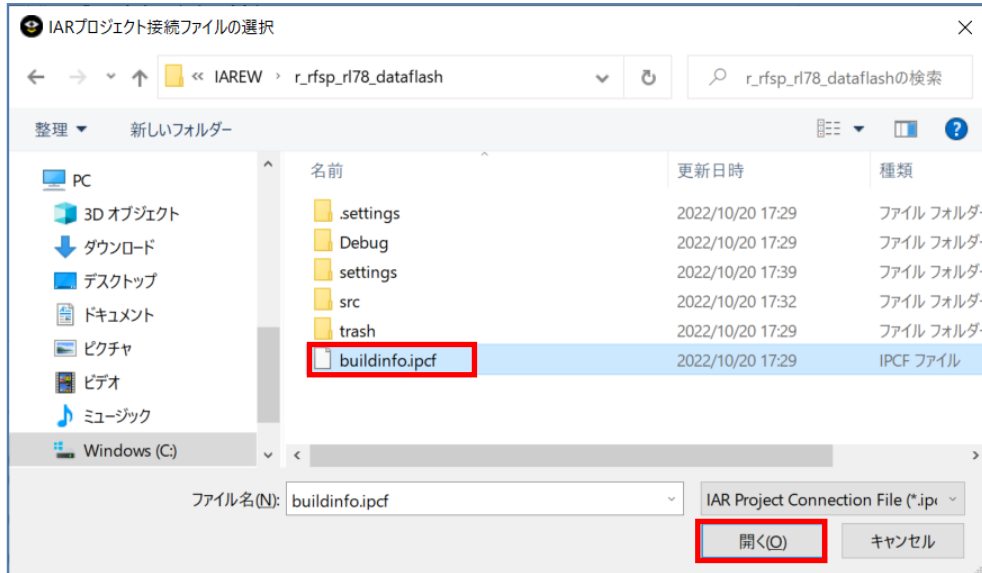 IARプロジェクト接続ファイルの選択
« IAREW › r_rfsp_rl78_dataflash
r_rfsp_rl78_dataflashの検索
整理 新しいフォルダー
名前 更新日時 種類
PC
3D オブジェクト
ダウンロード
デスクトップ
ドキュメント
ピクチャ
ビデオ
ミュージック
Windows (C:)
.settings 2022/10/20 17:29 ファイル フォルダー
Debug 2022/10/20 17:29 ファイル フォルダー
settings 2022/10/20 17:39 ファイル フォルダー
src 2022/10/20 17:32 ファイル フォルダー
trash 2022/10/20 17:29 ファイル フォルダー
buildinfo.ipcf 2022/10/20 17:29 IPCF ファイル
ファイル名(N): buildinfo.ipcf IAR Project Connection File (*.ipc
開く(O) キャンセル